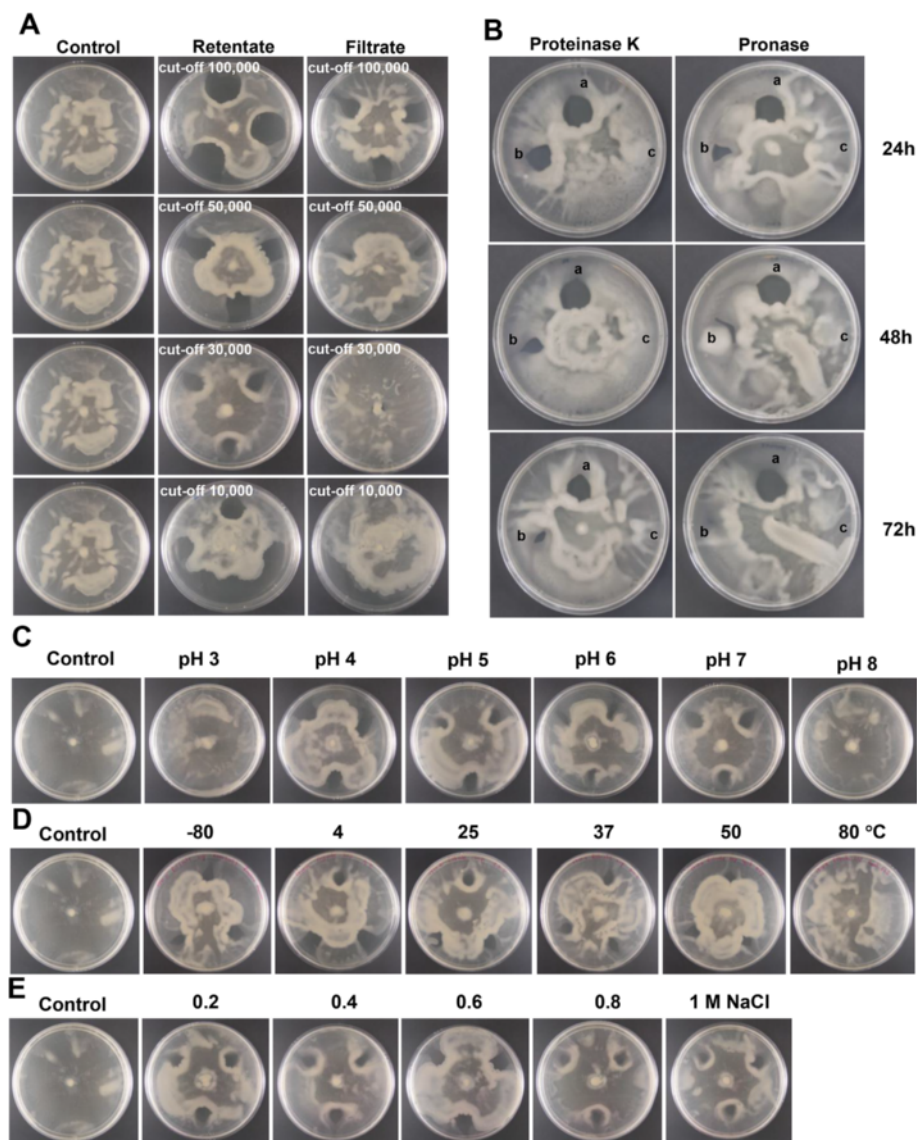 A
Control Retentate Filtrate
cut-off 100,000 cut-off 100,000
cut-off 50,000 cut-off 50,000
cut-off 30,000 cut-off 30,000
cut-off 10,000 cut-off 10,000
B
Proteinase K Pronase
a a
b c b c 24h
a a
b c b c 48h
a a
b c b c 72h
C
Control pH 3 pH 4 pH 5 pH 6 pH 7 pH 8
D
Control -80 4 25 37 50 80 °C
E
Control 0.2 0.4 0.6 0.8 1 M NaCl